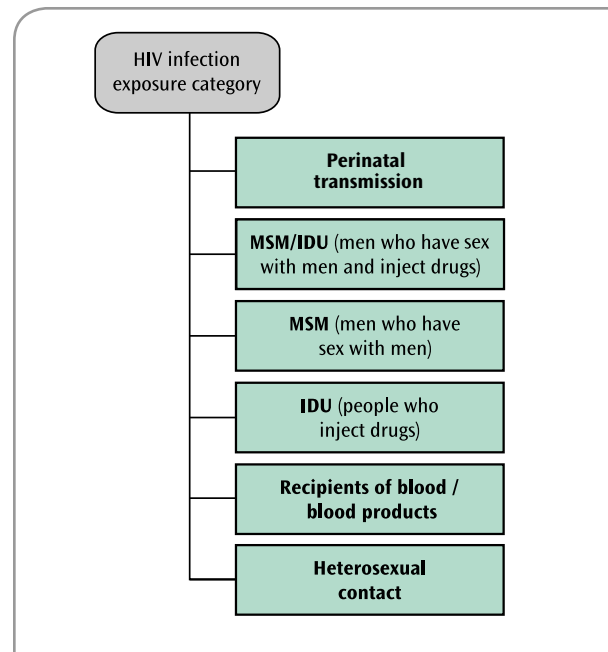 HIV infection
exposure category
Perinatal
transmission
MSM/IDU (men who have sex
with men and inject drugs)
MSM (men who have
sex with men)
IDU (people who
inject drugs)
Recipients of blood /
blood products
Heterosexual
contact